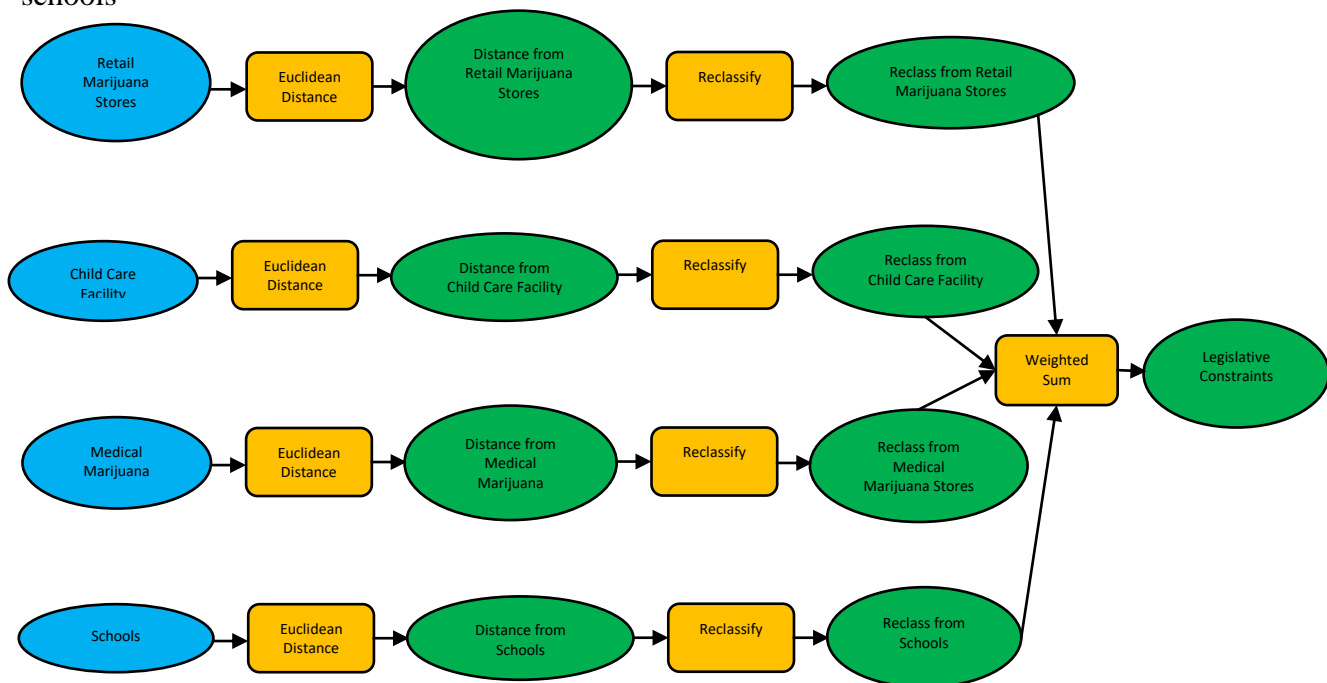 schools
Retail
Marijuana
Stores
Euclidean
Distance
Distance from
Retail Marijuana
Stores
Reclassify
Reclass from Retail
Marijuana Stores
Child Care
Facility
Euclidean
Distance
Distance from
Child Care Facility
Reclassify
Reclass from
Child Care Facility
Weighted
Sum
Legislative
Constraints
Medical
Marijuana
Euclidean
Distance
Distance from
Medical
Marijuana
Reclassify
Reclass from
Medical
Marijuana Stores
Schools
Euclidean
Distance
Distance from
Schools
Reclassify
Reclass from
Schools